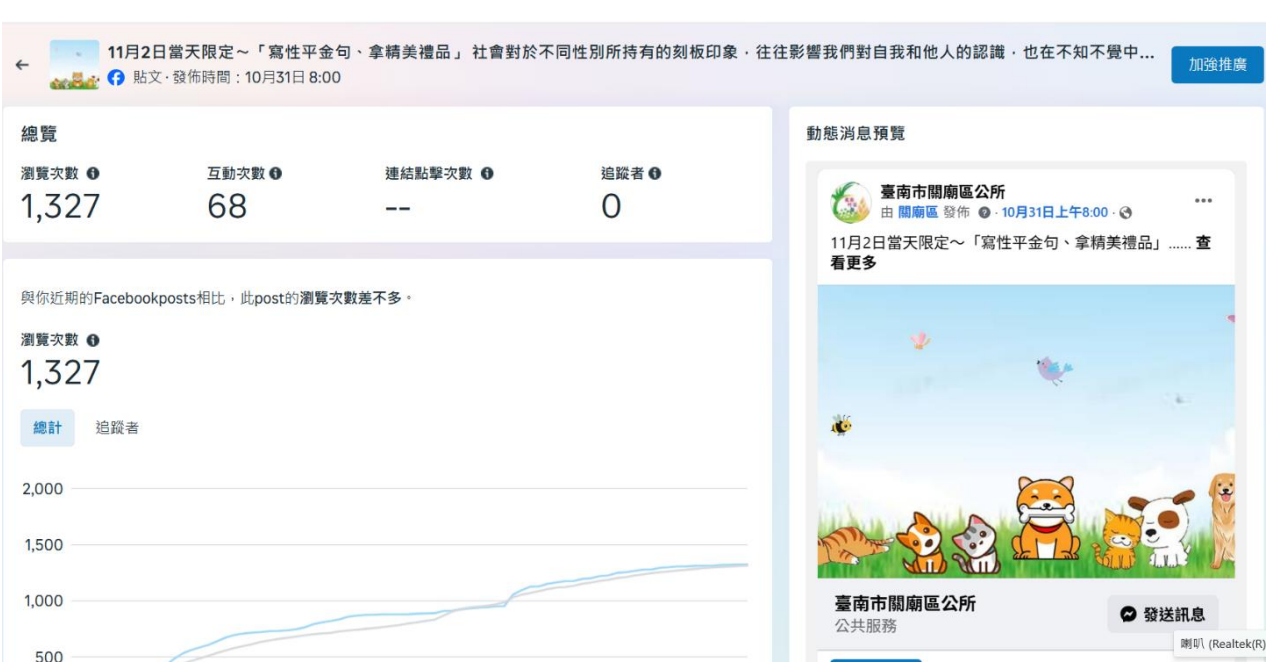 11月2日當天限定～「寫性平金句、拿精美禮品」 社會對於不同性別所持有的刻板印象，往往影響我們對自我和他人的認識，也在不知不覺中...
貼文 · 發佈時間：10月31日 8:00
加強推廣
總覽
瀏覽次數
互動次數
連結點擊次數
追蹤者
1,327
68
--
0
與你近期的Facebookposts相比，此post的瀏覽次數差不多。
瀏覽次數
1,327
總計
追蹤者
2,000
1,500
1,000
500
動態消息預覽
臺南市關廟區公所
由 關廟區 發佈 · 10月31日上午8:00 ·
11月2日當天限定～「寫性平金句、拿精美禮品」...... 查
看更多
臺南市關廟區公所
公共服務
發送訊息
喇叭 (Realtek(R)